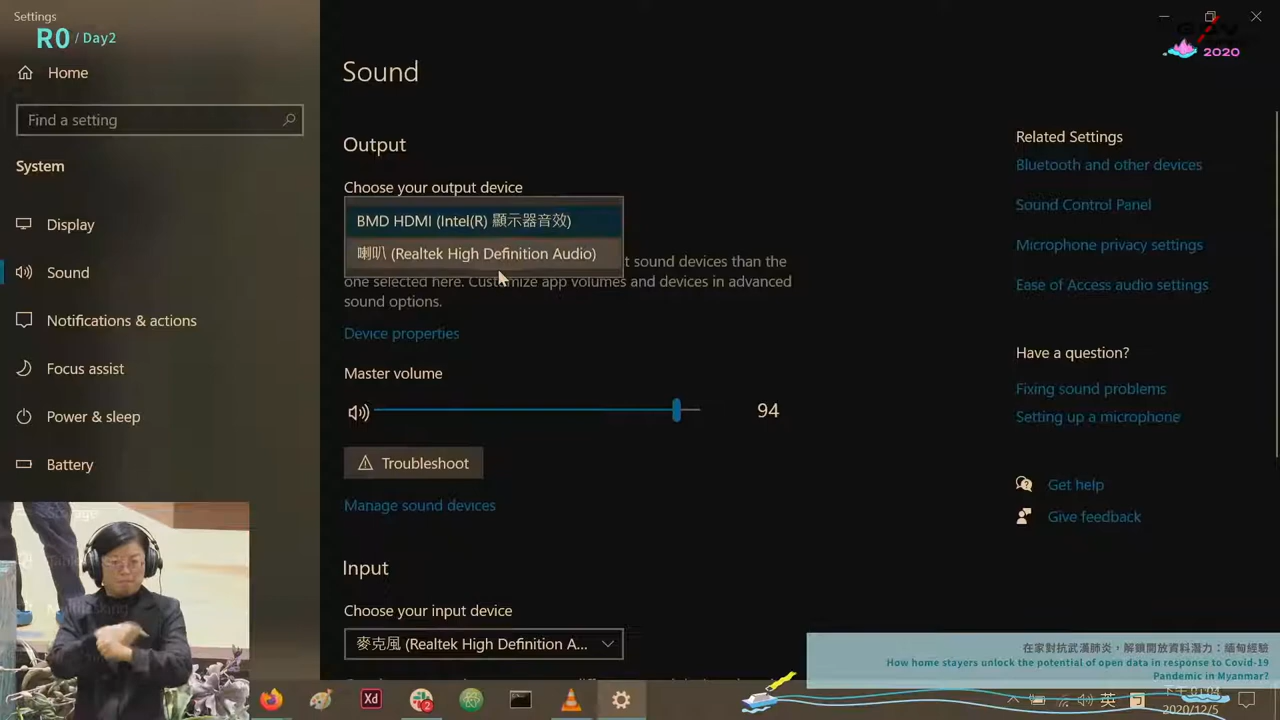 Settings
R0 / Day2
2020
Home
Find a setting
System
Display
Sound
Notifications & actions
Focus assist
Power & sleep
Battery
Storage
Sound
Output
Choose your output device
BMD HDMI (Intel(R) 顯示器音效)
喇叭 (Realtek High Definition Audio)
t sound devices than the
one selected here. Customize app volumes and devices in advanced
sound options.
Device properties
Master volume
94
Troubleshoot
Manage sound devices
Input
Choose your input device
麥克風 (Realtek High Definition A...
Related Settings
Bluetooth and other devices
Sound Control Panel
Microphone privacy settings
Ease of Access audio settings
Have a question?
Fixing sound problems
Setting up a microphone
Get help
Give feedback
在家對抗武漢肺炎，解鎖開放資料潛力：緬甸經驗
How home stayers unlock the potential of open data in response to Covid-19
Pandemic in Myanmar?
Xd
2
英
下午 01:04
2020/12/5